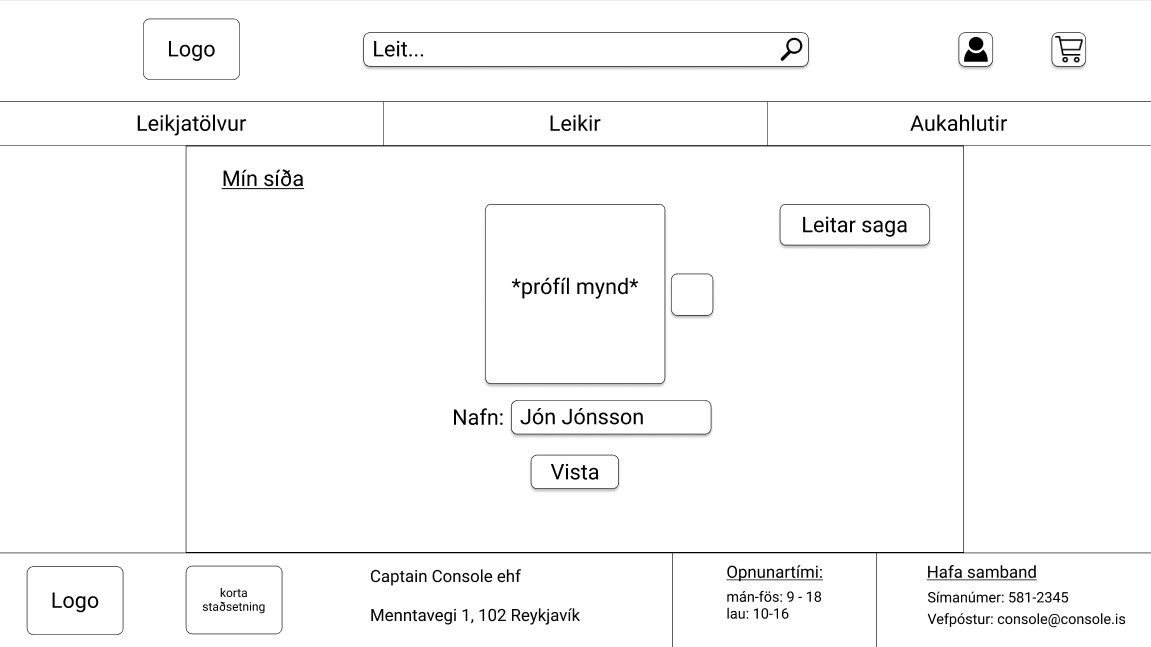 Logo
Leit...
Leikjatölvur
Leikir
Aukahlutir
Mín síða
Leitar saga
*prófíl mynd*
Nafn: Jón Jónsson
Vista
Logo
korta
staðsetning
Captain Console ehf
Menntavegi 1, 102 Reykjavík
Opnunartími:
mán-fös: 9 - 18
lau: 10-16
Hafa samband
Símanúmer: 581-2345
Vefpóstur: console@console.is